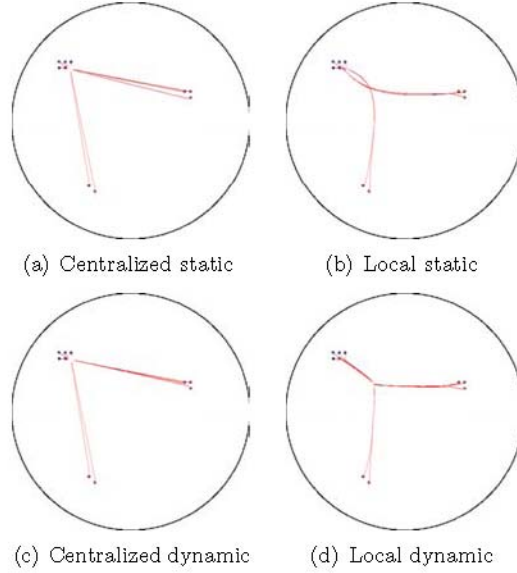 (a) Centralized static
(b) Local static
(c) Centralized dynamic
(d) Local dynamic